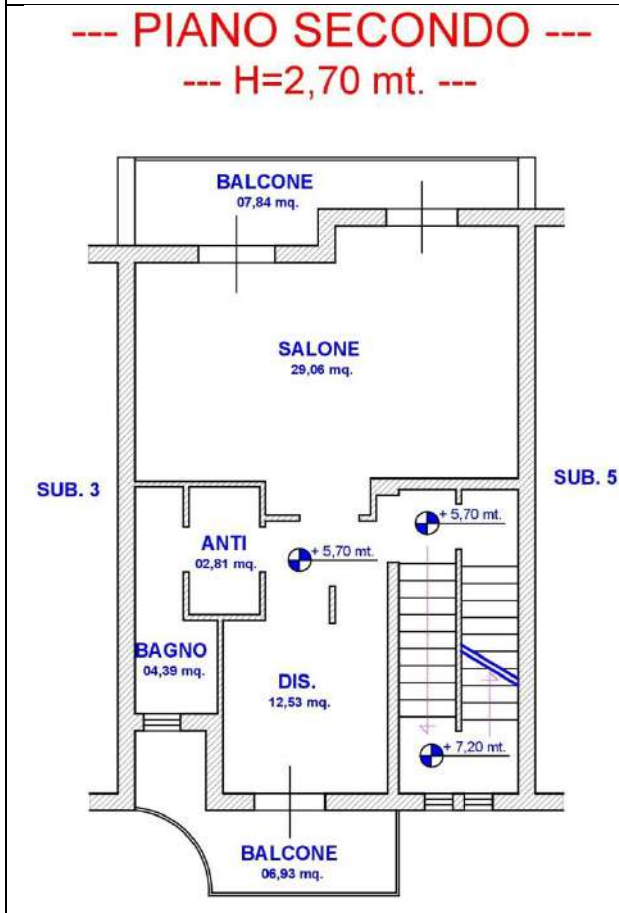 --- PIANO SECONDO ---
--- H=2,70 mt. ---
BALCONE
07,84 mq.
SALONE
29,06 mq.
SUB. 3
SUB. 5
+ 5,70 mt.
ANTI
02,81 mq.
+ 5,70 mt.
BAGNO
04,39 mq.
DIS.
12,53 mq.
+ 7,20 mt.
BALCONE
06,93 mq.